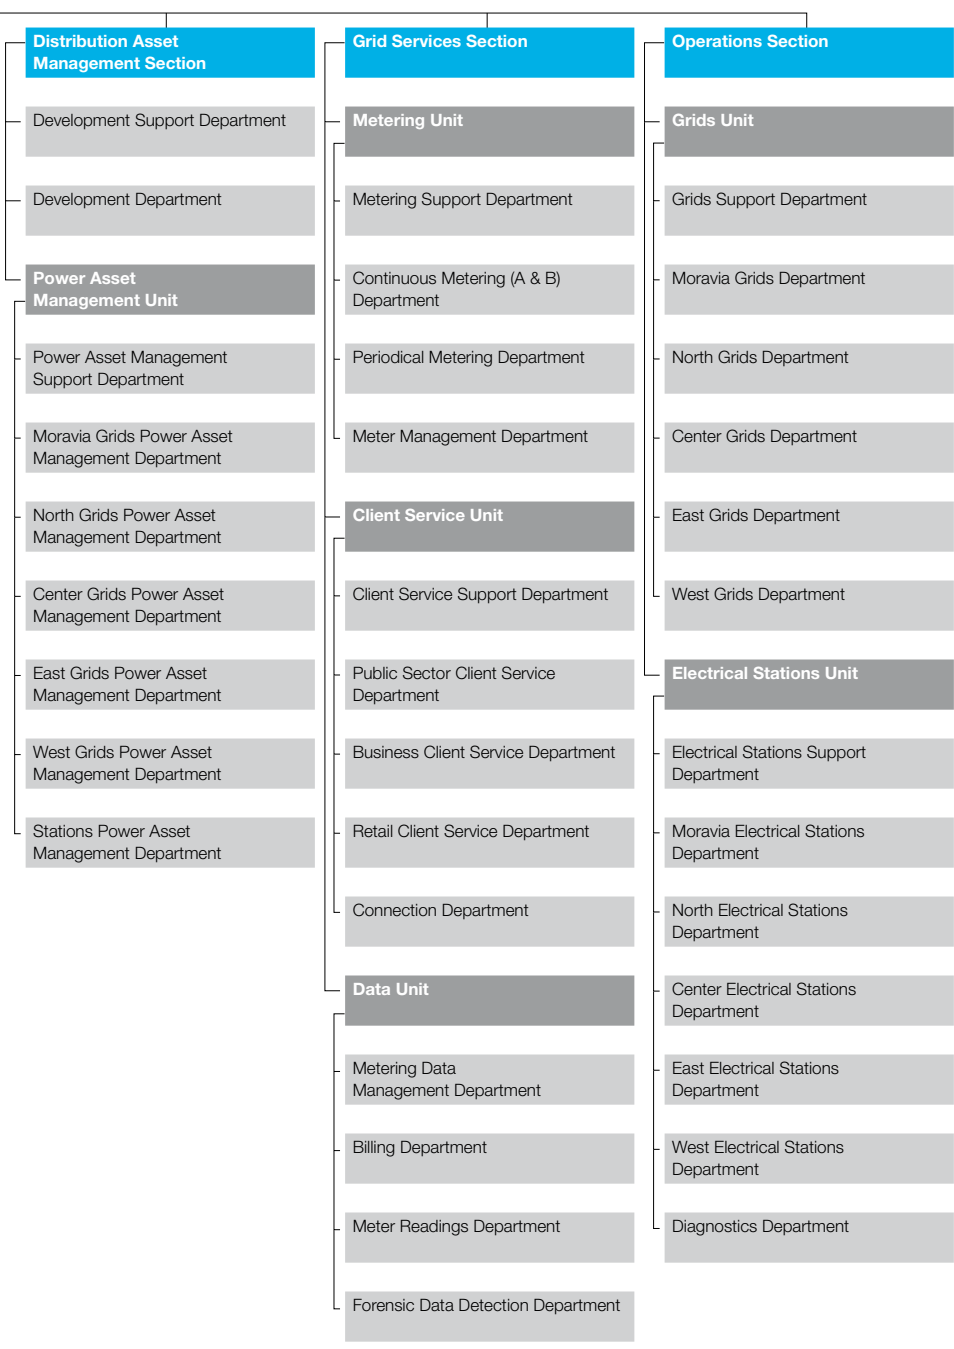 Distribution Asset
Management Section
Development Support Department
Development Department
Power Asset
Management Unit
Power Asset Management
Support Department
Moravia Grids Power Asset
Management Department
North Grids Power Asset
Management Department
Center Grids Power Asset
Management Department
East Grids Power Asset
Management Department
West Grids Power Asset
Management Department
Stations Power Asset
Management Department
Grid Services Section
Metering Unit
Metering Support Department
Continuous Metering (A & B)
Department
Periodical Metering Department
Meter Management Department
Client Service Unit
Client Service Support Department
Public Sector Client Service
Department
Business Client Service Department
Retail Client Service Department
Connection Department
Data Unit
Metering Data
Management Department
Billing Department
Meter Readings Department
Forensic Data Detection Department
Operations Section
Grids Unit
Grids Support Department
Moravia Grids Department
North Grids Department
Center Grids Department
East Grids Department
West Grids Department
Electrical Stations Unit
Electrical Stations Support
Department
Moravia Electrical Stations
Department
North Electrical Stations
Department
Center Electrical Stations
Department
East Electrical Stations
Department
West Electrical Stations
Department
Diagnostics Department